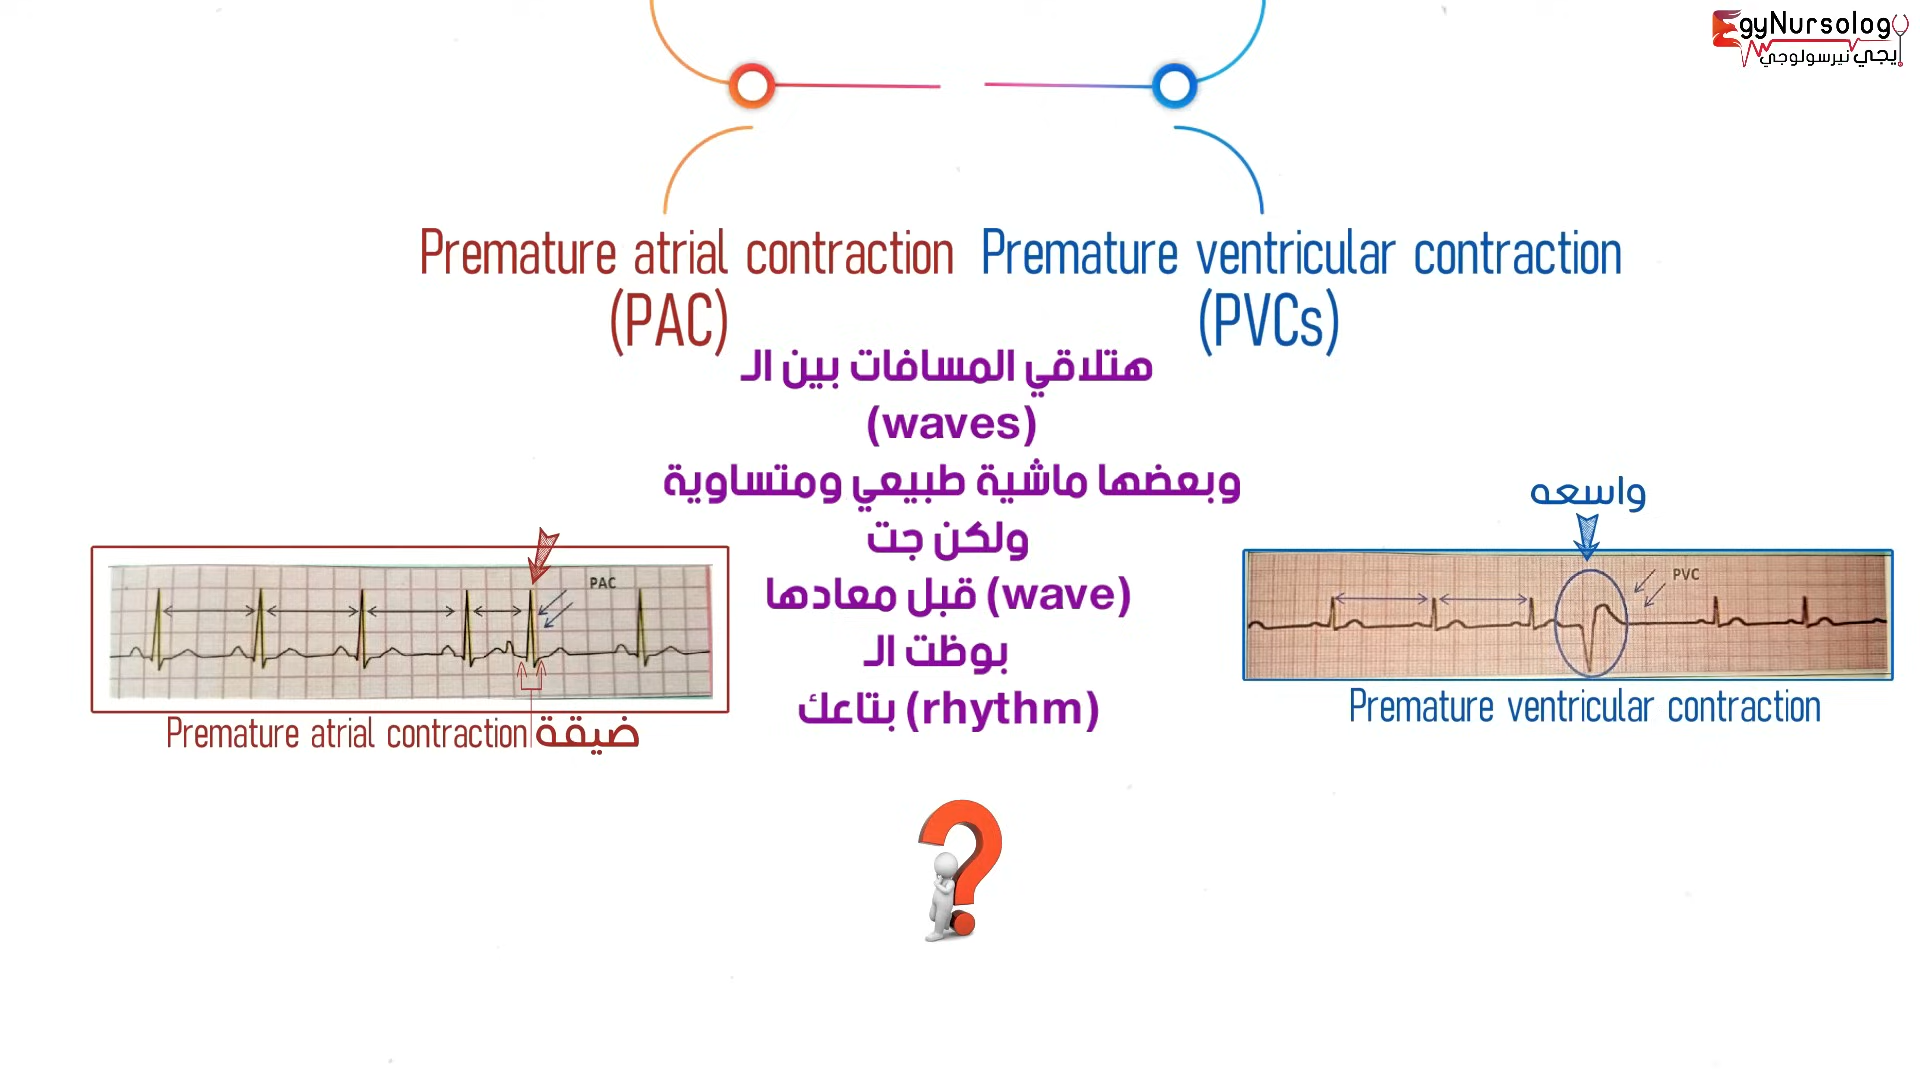 EgyNursology
إيجي نيرسولوجي
Premature atrial contraction
(PAC)
Premature ventricular contraction
(PVCs)
هتلاقي المسافات بين الـ
(waves)
وبعضها ماشية طبيعي ومتساوية
ولكن جت
(wave) قبل معادها
بوظت الـ
(rhythm) بتاعك
PAC
Premature atrial contraction
ضيقة
واسعه
PVC
Premature ventricular contraction